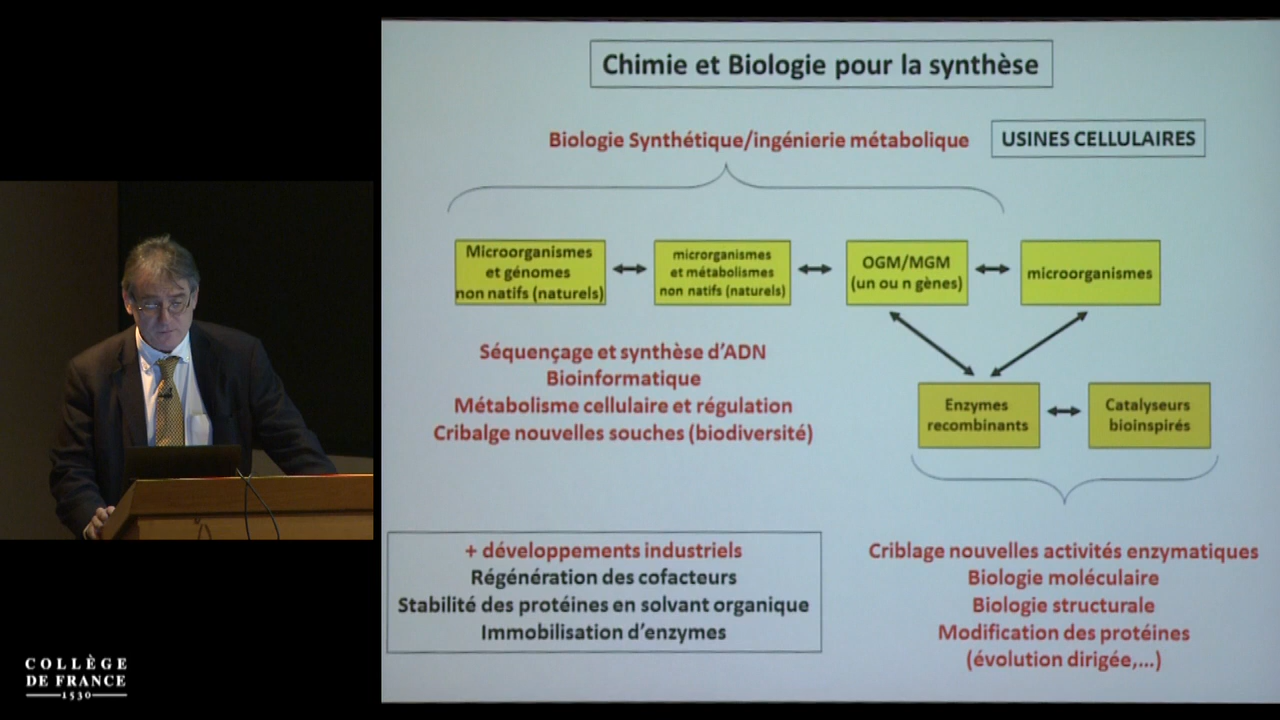 Chimie et Biologie pour la synthèse
Biologie Synthétique/ingénierie métabolique
USINES CELLULAIRES
Microorganismes
et génomes
non natifs (naturels)
microrganismes
et métabolismes
non natifs (naturels)
OGM/MGM
(un ou n gènes)
microorganismes
Séquençage et synthèse d'ADN
Bioinformatique
Métabolisme cellulaire et régulation
Cribalge nouvelles souches (biodiversité)
Enzymes
recombinants
Catalyseurs
bioinspirés
+ développements industriels
Régénération des cofacteurs
Stabilité des protéines en solvant organique
Immobilisation d'enzymes
Criblage nouvelles activités enzymatiques
Biologie moléculaire
Biologie structurale
Modification des protéines
(évolution dirigée,...)
COLLÈGE
DE FRANCE
1530